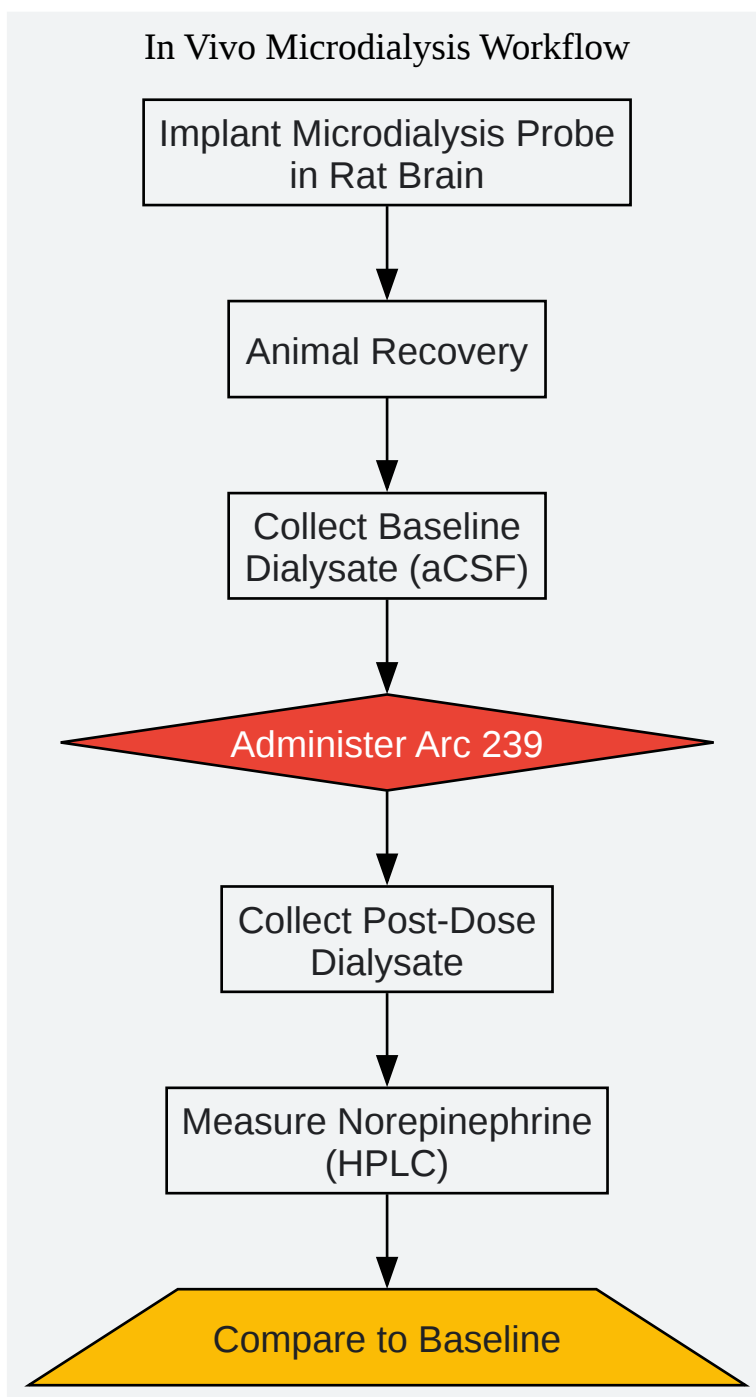 In Vivo Microdialysis Workflow
Implant Microdialysis Probe
in Rat Brain
Animal Recovery
Collect Baseline
Dialysate (aCSF)
Administer Arc 239
Collect Post-Dose
Dialysate
Measure Norepinephrine
(HPLC)
Compare to Baseline